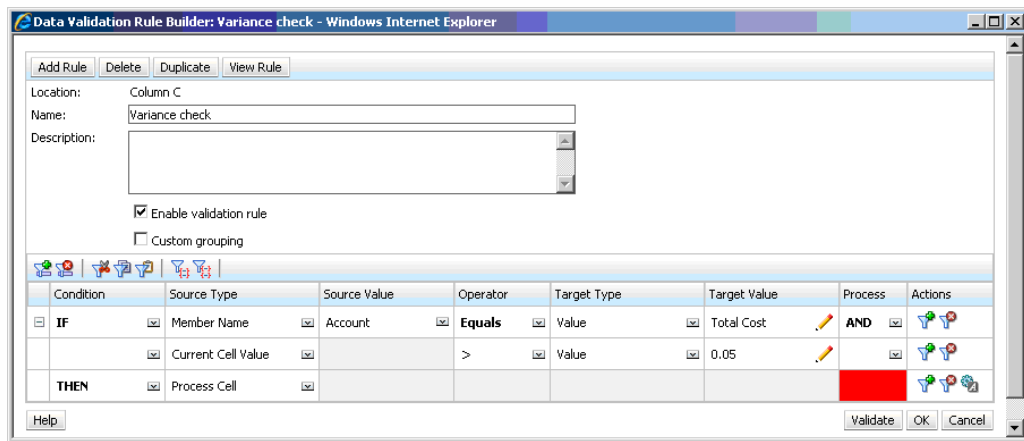 Data Validation Rule Builder: Variance check - Windows Internet Explorer
Add Rule Delete Duplicate View Rule
Location: Column C
Name: Variance check
Description:
Enable validation rule
Custom grouping
Condition Source Type Source Value Operator Target Type Target Value Process Actions
IF Member Name Account Equals Value Total Cost AND
Current Cell Value > Value 0.05
THEN Process Cell
Help Validate OK Cancel